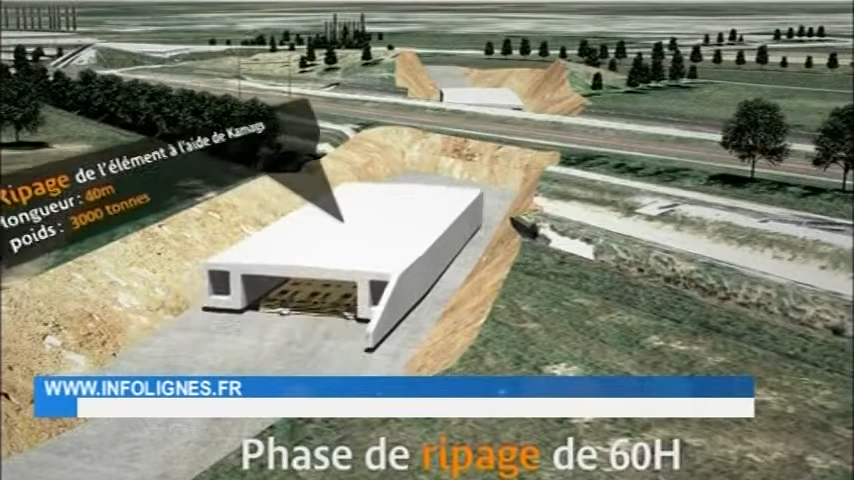 Ripage de l'élément à l'aide de Kamags
longueur : 40m
poids : 3000 tonnes
WWW.INFOLIGNES.FR
Phase de ripage de 60H